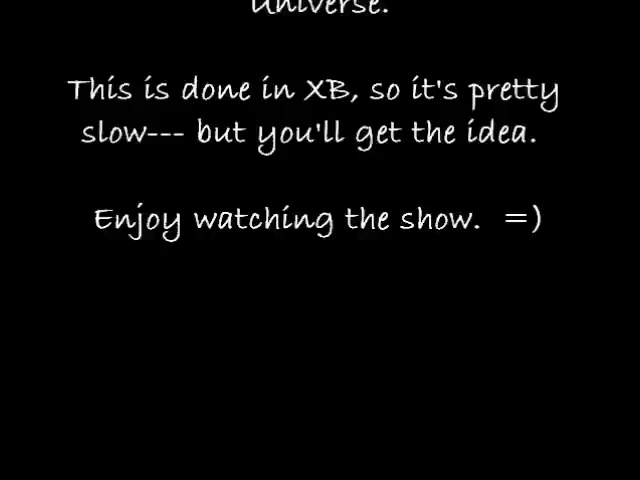 Universe.
This is done in XB, so it's pretty
slow--- but you'll get the idea.
Enjoy watching the show.  =)